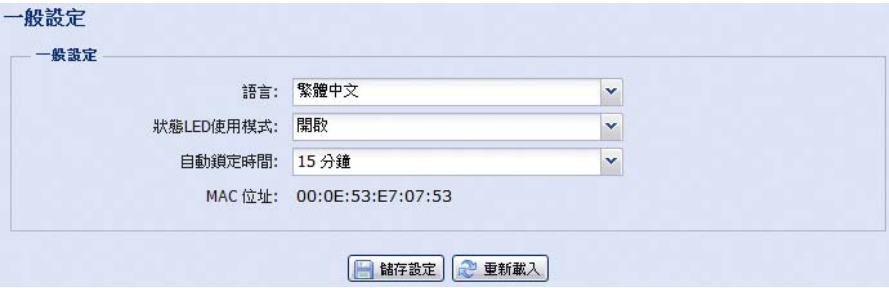 一般設定
一般設定
語言: 繁體中文
狀態LED使用模式: 開啟
自動鎖定時間: 15 分鐘
MAC 位址: 00:0E:53:E7:07:53
儲存設定 重新載入